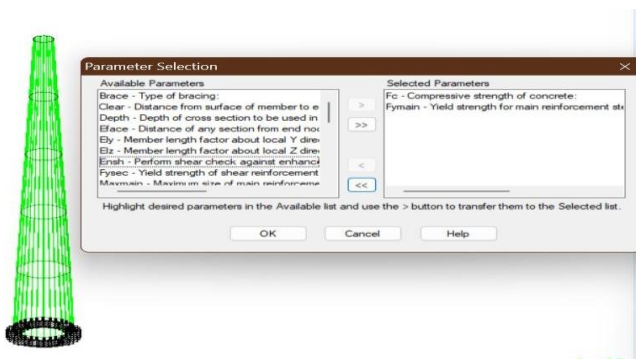 Parameter Selection
Available Parameters
Selected Parameters
Brace - Type of bracing:
Clear - Distance from surface of member to e
Depth - Depth of cross section to be used in
Eface - Distance of any section from end noc
Ely - Member length factor about local Y dire
Elz - Member length factor about local Z dire
Ensh - Perform shear check against enhanc
Fysec - Yield strength of shear reinforcement
Maxmain - Maximum size of main reinforceme
>
>>
<
<<
Fc - Compressive strength of concrete:
Fymain - Yield strength for main reinforcement ste
Highlight desired parameters in the Available list and use the > button to transfer them to the Selected list.
OK
Cancel
Help